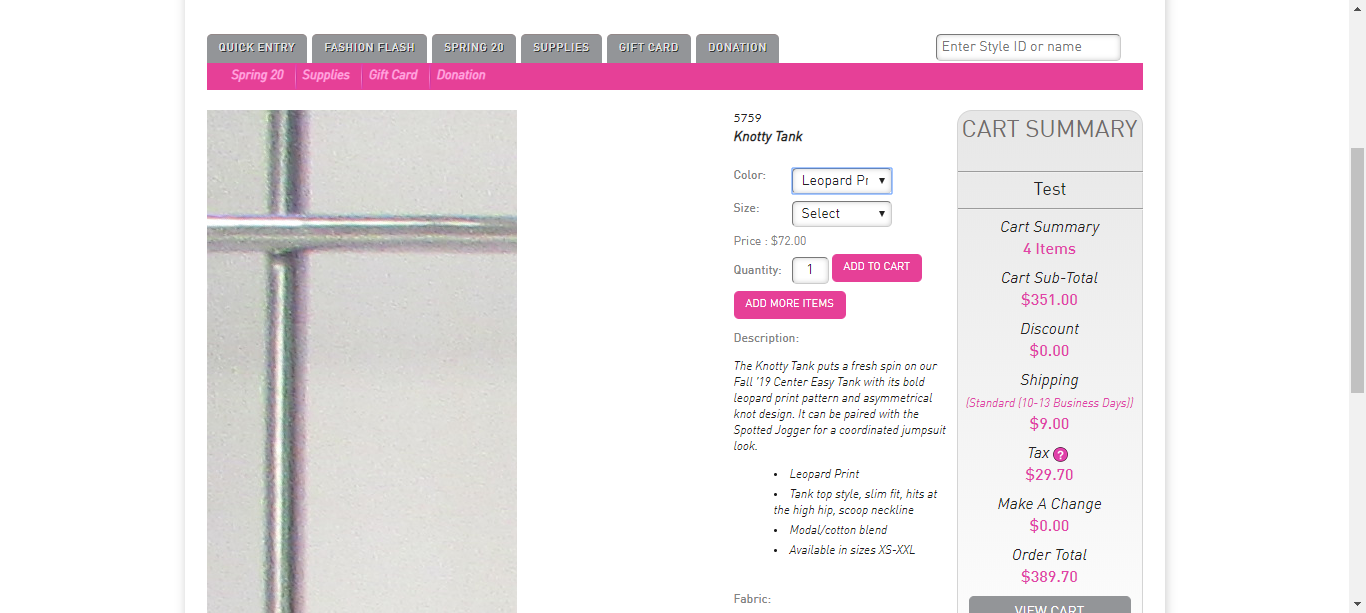 QUICK ENTRY
FASHION FLASH
SPRING 20
SUPPLIES
GIFT CARD
DONATION
Enter Style ID or name
Spring 20
Supplies
Gift Card
Donation
5759
Knotty Tank
Color:
Leopard Pr
Size:
Select
Price : $72.00
Quantity:
1
ADD TO CART
ADD MORE ITEMS
Description:
The Knotty Tank puts a fresh spin on our
Fall '19 Center Easy Tank with its bold
leopard print pattern and asymmetrical
knot design. It can be paired with the
Spotted Jogger for a coordinated jumpsuit
look.
• Leopard Print
• Tank top style, slim fit, hits at
the high hip, scoop neckline
• Modal/cotton blend
• Available in sizes XS-XXL
Fabric:
CART SUMMARY
Test
Cart Summary
4 Items
Cart Sub-Total
$351.00
Discount
$0.00
Shipping
(Standard (10-13 Business Days))
$9.00
Tax ?
$29.70
Make A Change
$0.00
Order Total
$389.70
VIEW CART